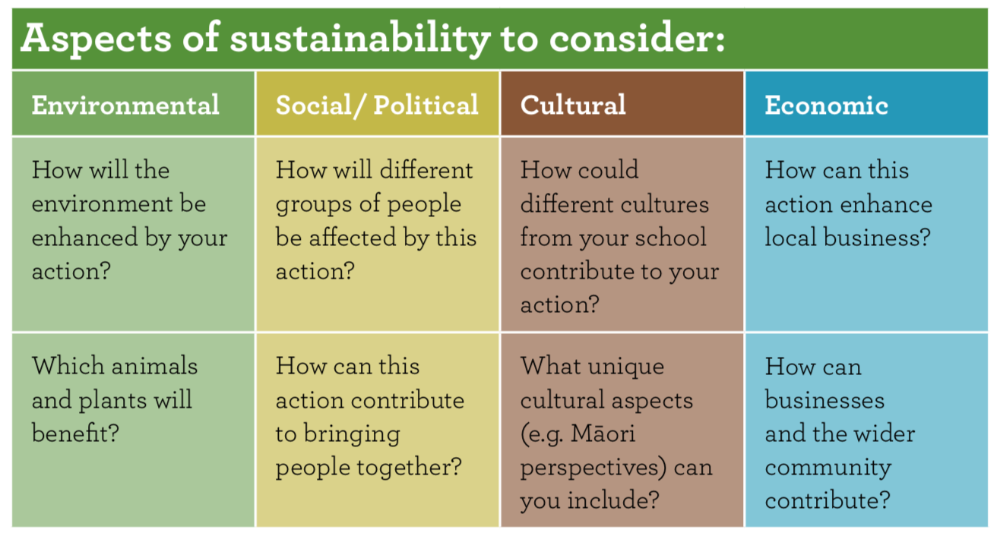 Aspects of sustainability to consider:
Environmental
Social/ Political
Cultural
Economic
How will the
environment be
enhanced by your
action?
How will different
groups of people
be affected by this
action?
How could
different cultures
from your school
contribute to your
action?
How can this
action enhance
local business?
Which animals
and plants will
benefit?
How can this
action contribute
to bringing
people together?
What unique
cultural aspects
(e.g. Māori
perspectives) can
you include?
How can
businesses
and the wider
community
contribute?